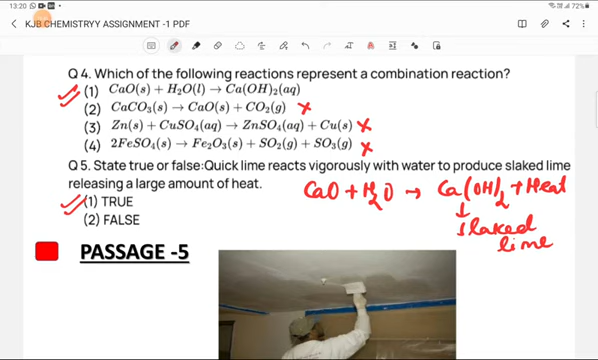 13:20
72%
KJB CHEMISTRYY ASSIGNMENT -1 PDF
Q 4. Which of the following reactions represent a combination reaction?
(1) CaO(s) + H₂O(l) → Ca(OH)₂(aq)
(2) CaCO₃(s) → CaO(s) + CO₂(g) ×
(3) Zn(s) + CuSO₄(aq) → ZnSO₄(aq) + Cu(s) ×
(4) 2FeSO₄(s) → Fe₂O₃(s) + SO₂(g) + SO₃(g) ×
Q 5. State true or false:Quick lime reacts vigorously with water to produce slaked lime
releasing a large amount of heat.
CaO + H₂O → Ca(OH)₂ + Heat
↓
slaked
lime
(1) TRUE
(2) FALSE
PASSAGE -5